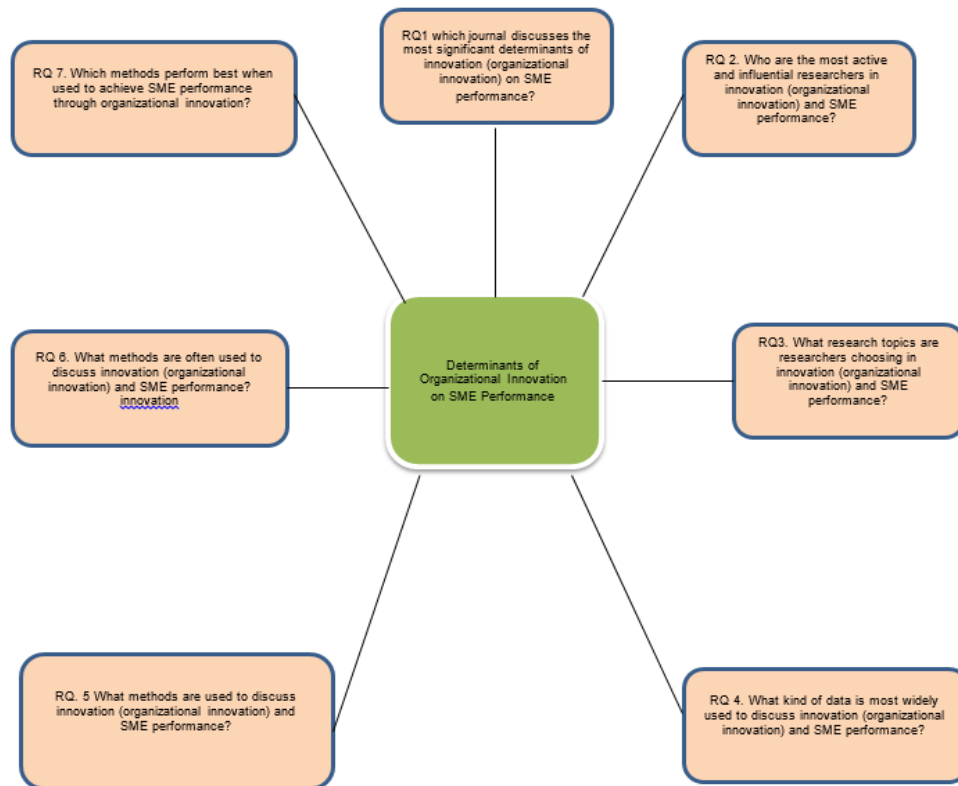 RQ1 which journal discusses the
most significant determinants of
innovation (organizational
innovation) on SME
performance?
RQ 2. Who are the most active
and influential researchers in
innovation (organizational
innovation) and SME
performance?
RQ3. What research topics are
researchers choosing in
innovation (organizational
innovation) and SME
performance?
RQ 4. What kind of data is most widely
used to discuss innovation (organizational
innovation) and SME performance?
RQ. 5 What methods are used to discuss
innovation (organizational innovation) and
SME performance?
RQ 6. What methods are often used to
discuss innovation (organizational
innovation) and SME performance?
innovation
RQ 7. Which methods perform best when
used to achieve SME performance
through organizational innovation?
Determinants of
Organizational Innovation
on SME Performance